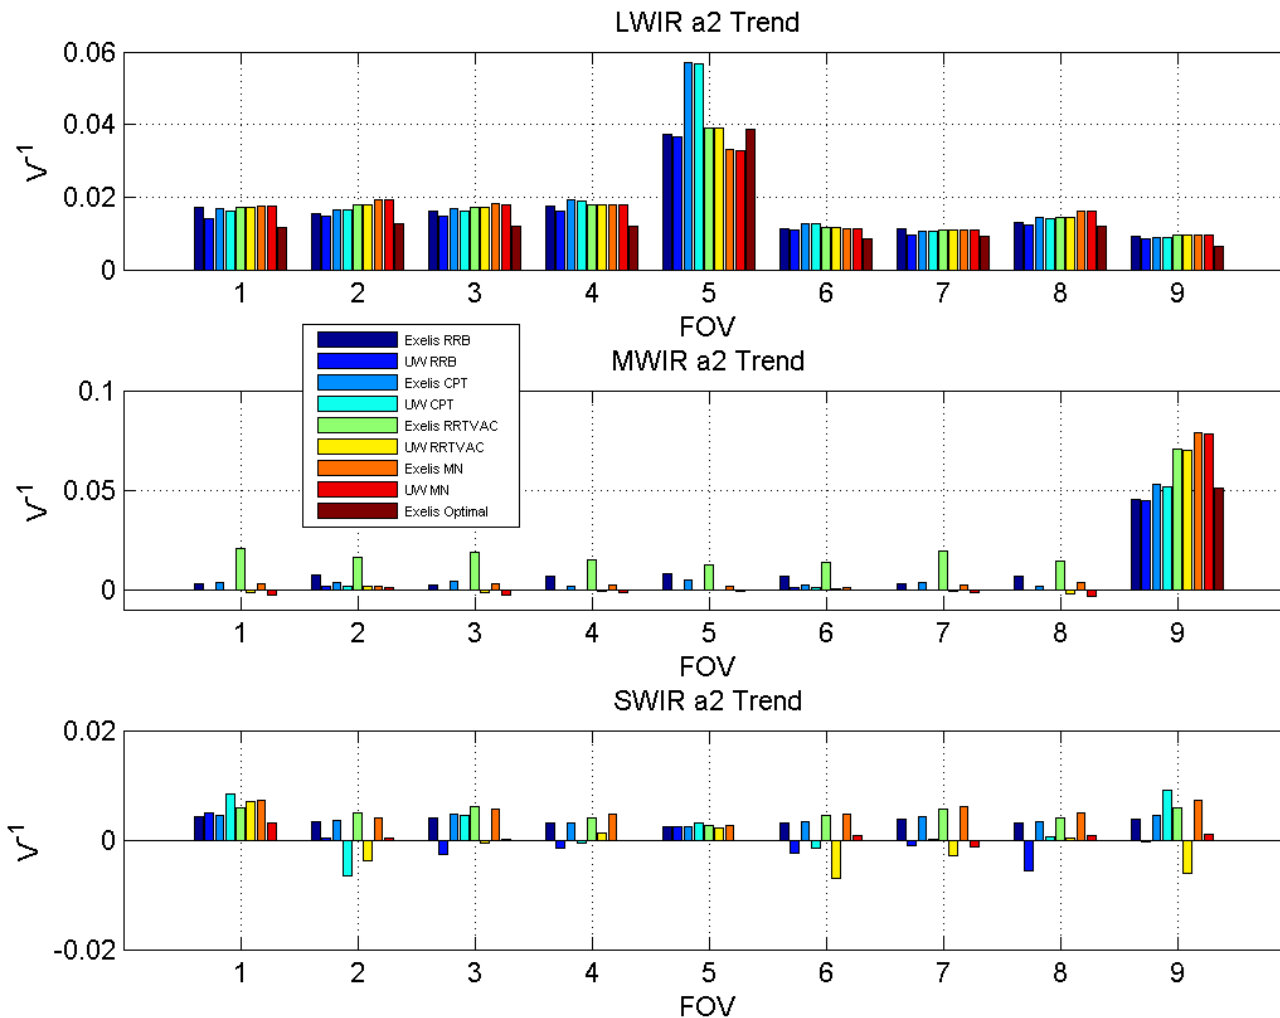 LWIR a2 Trend
0.06
0.04
0.02
0
V⁻¹
1 2 3 4 5 6 7 8 9
FOV
Exelis RRB
UW RRB
Exelis CPT
UW CPT
Exelis RRTVAC
UW RRTVAC
Exelis MN
UW MN
Exelis Optimal
MWIR a2 Trend
0.1
0.05
0
V⁻¹
1 2 3 4 5 6 7 8 9
FOV
SWIR a2 Trend
0.02
0
-0.02
V⁻¹
1 2 3 4 5 6 7 8 9
FOV